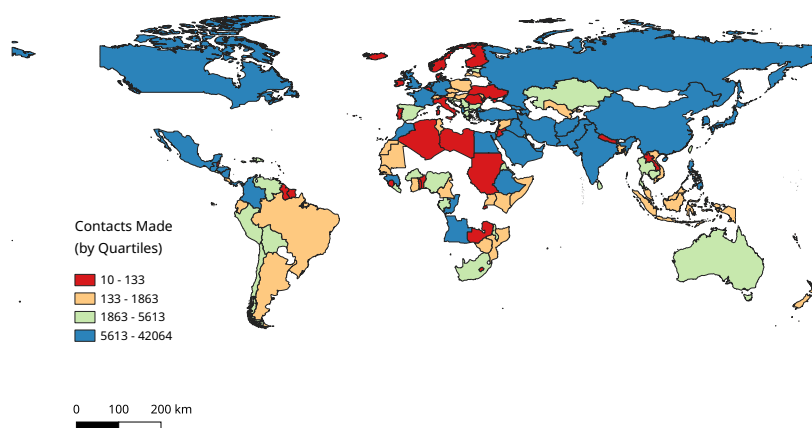 Contacts Made
(by Quartiles)
10 - 133
133 - 1863
1863 - 5613
5613 - 42064
0 100 200 km